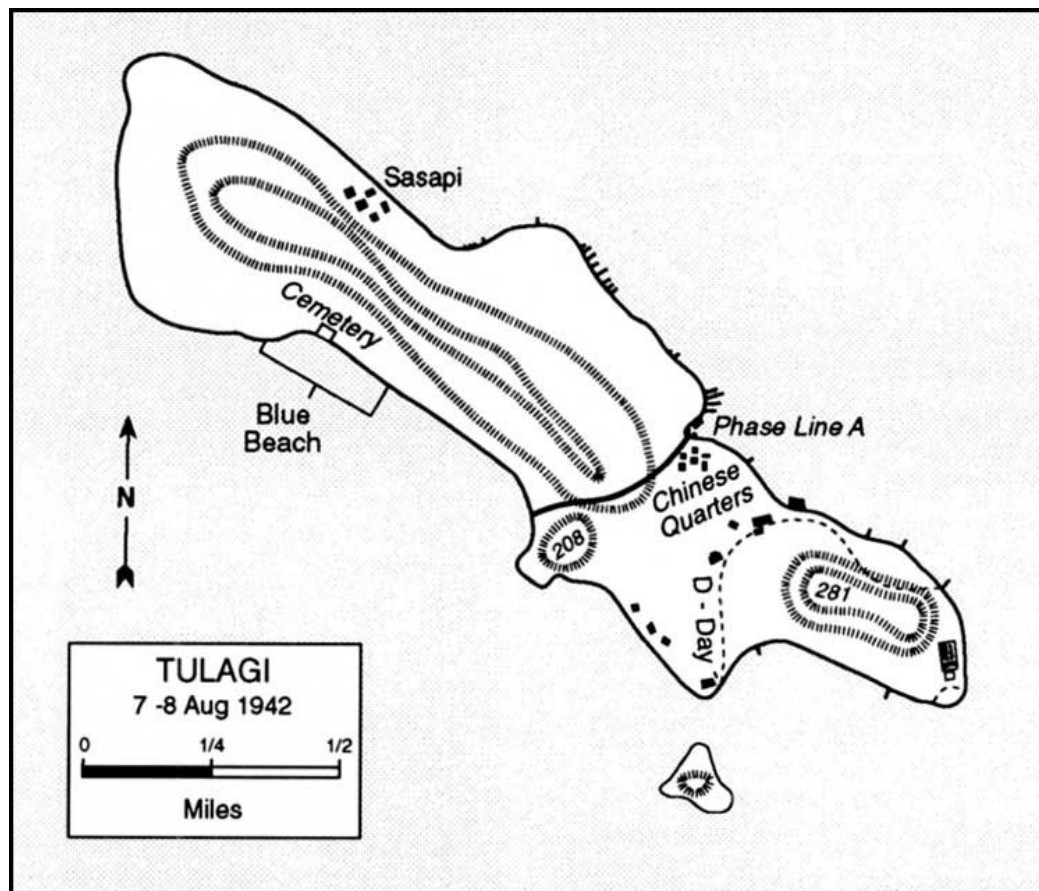 Sasapi
Cemetery
Blue
Beach
N
Phase Line A
Chinese
Quarters
208
281
D - Day
TULAGI
7 -8 Aug 1942
0 1/4 1/2
Miles